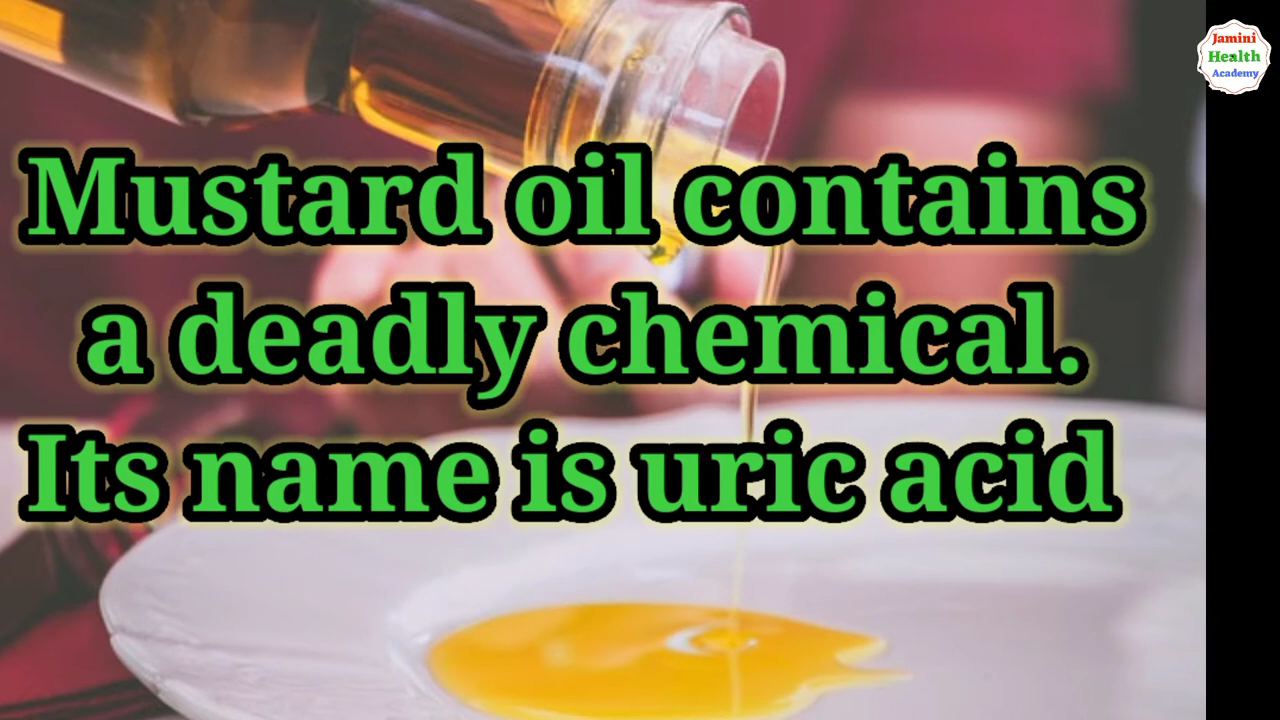 Jamini
Health
Academy
Mustard oil contains
a deadly chemical.
Its name is uric acid